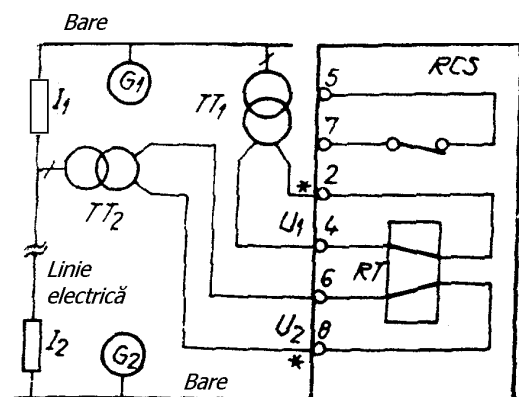 Bare
I1
G1
TT1
RCS
5
7
2
*
TT2
U1
4
RT
6
Linie
electrică
U2
8
*
I2
G2
Bare